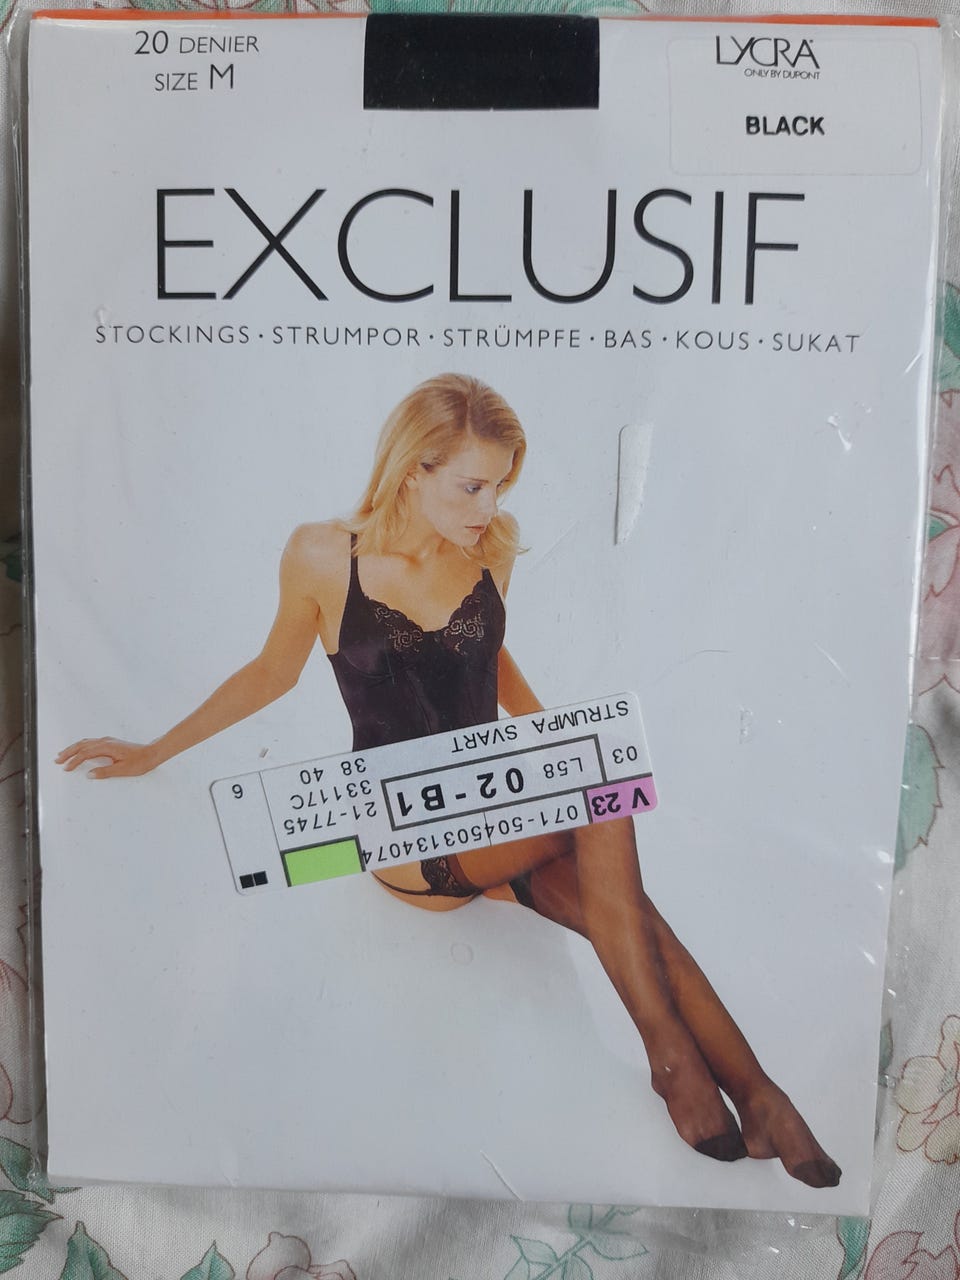 20 DENIER
SIZE M
LYCRA®
ONLY BY DUPONT
BLACK
EXCLUSIF
STOCKINGS · STRUMPOR · STRÜMPFE · BAS · KOUS · SUKAT
071-504503134074
V 23
03
L58
02-B1
21-7745
33117C
38 40
6
STRUMPA SVART